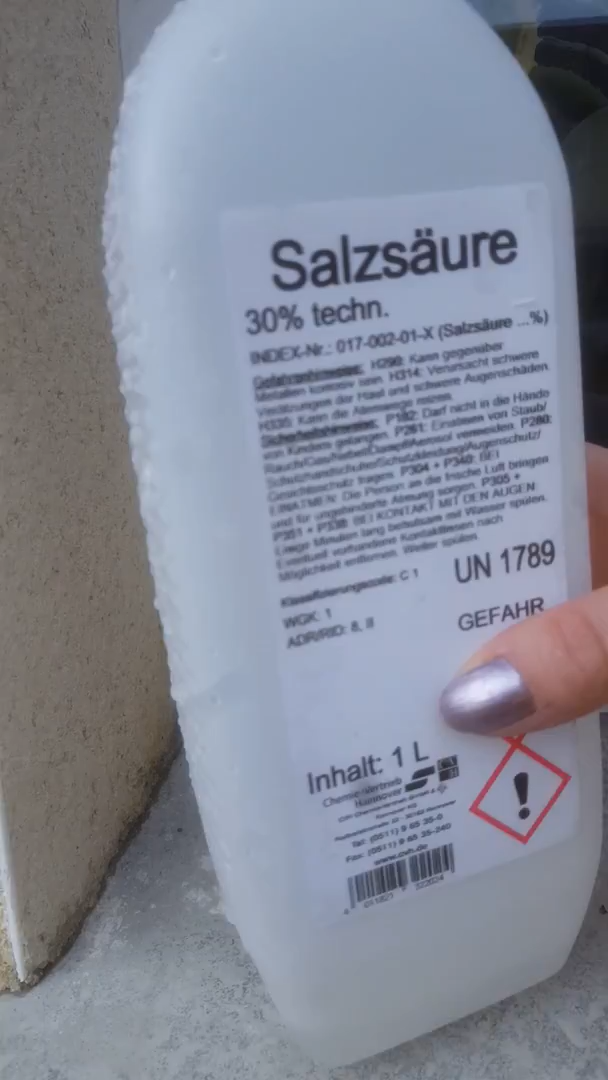 Salzsäure
30% techn.
INDEX-Nr.: 017-002-01-X (Salzsäure ...%)
Gefahrenhinweise: H290: Kann gegenüber
Metallen korrosiv sein. H314: Verursacht schwere
Verätzungen der Haut und schwere Augenschäden.
H335: Kann die Atemwege reizen.
Sicherheitshinweise: P102: Darf nicht in die Hände
von Kindern gelangen. P261: Einatmen von Staub/
Rauch/Gas/Nebel/Dampf/Aerosol vermeiden. P280:
Schutzhandschuhe/Schutzkleidung/Augenschutz/
Gesichtsschutz tragen. P304 + P340: BEI
EINATMEN: Die Person an die frische Luft bringen
und für ungehinderte Atmung sorgen. P305 +
P351 + P338: BEI KONTAKT MIT DEN AUGEN:
Einige Minuten lang behutsam mit Wasser spülen.
Eventuell vorhandene Kontaktlinsen nach
Möglichkeit entfernen. Weiter spülen.
Klassifizierungscode: C 1
UN 1789
WGK: 1
ADR/RID: 8, II
GEFAHR
Inhalt: 1 L
Chemie-Vertrieb
Hannover
Tel: (0511) 9 65 35-0
Fax: (0511) 9 65 35-240
www.cvh.de